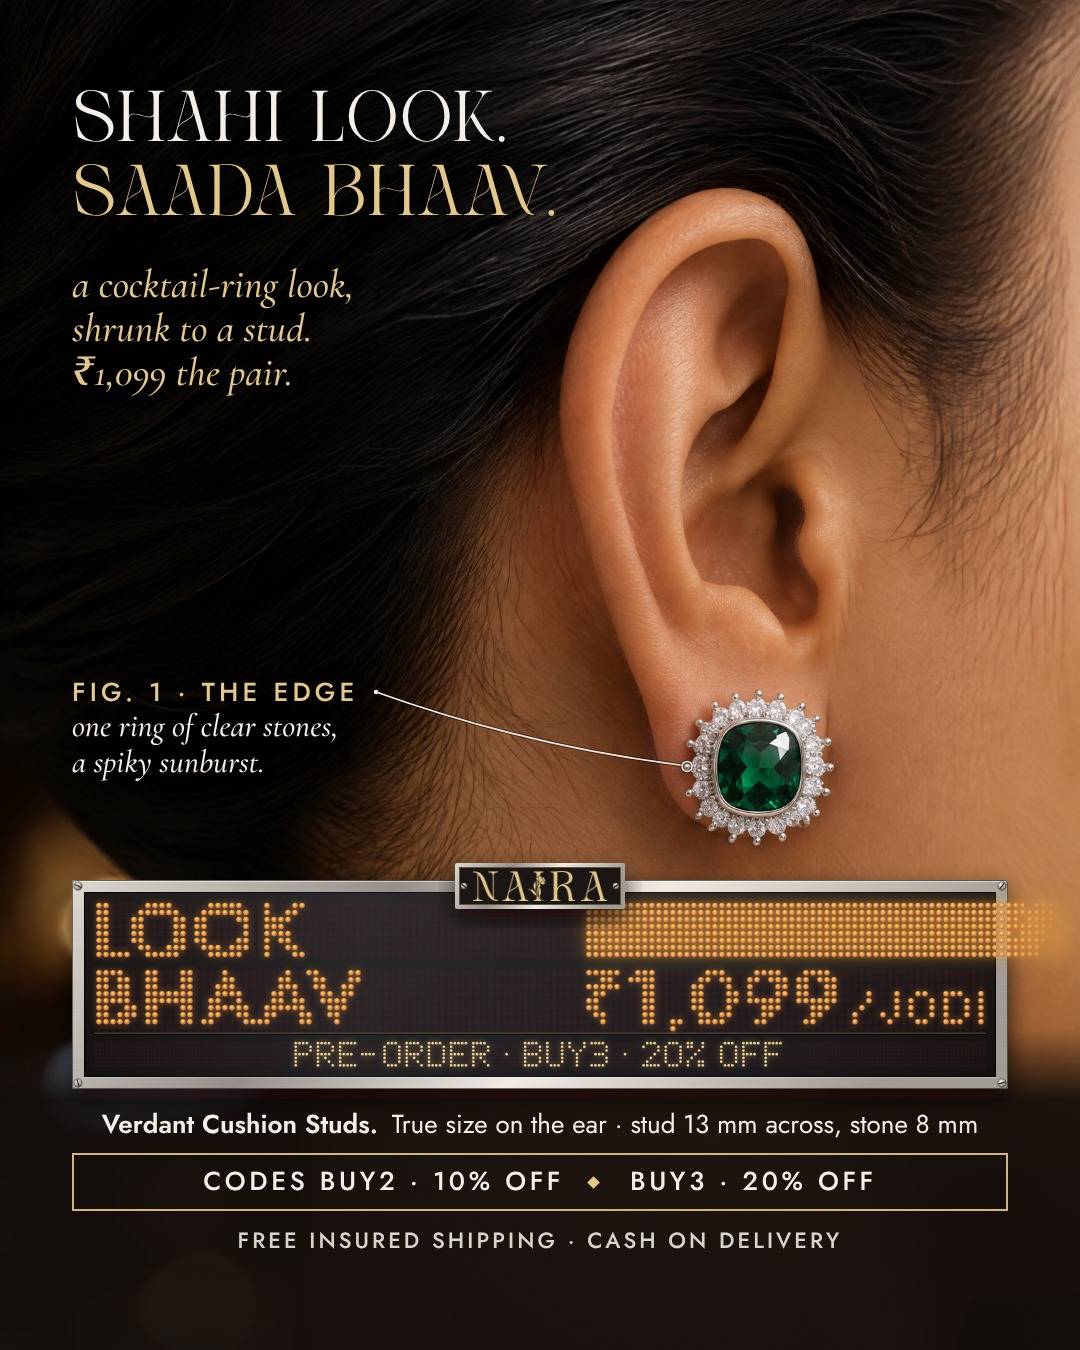 SHAHI LOOK.
SAADA BHAAV.
a cocktail-ring look,
shrunk to a stud.
₹1,099 the pair.
FIG. 1 · THE EDGE
one ring of clear stones,
a spiky sunburst.
NAIRA
LOOK
BHAAV ₹1,099 /JODI
PRE-ORDER · BUY3 · 20% OFF
Verdant Cushion Studs. True size on the ear · stud 13 mm across, stone 8 mm
CODES BUY2 · 10% OFF ◆ BUY3 · 20% OFF
FREE INSURED SHIPPING · CASH ON DELIVERY